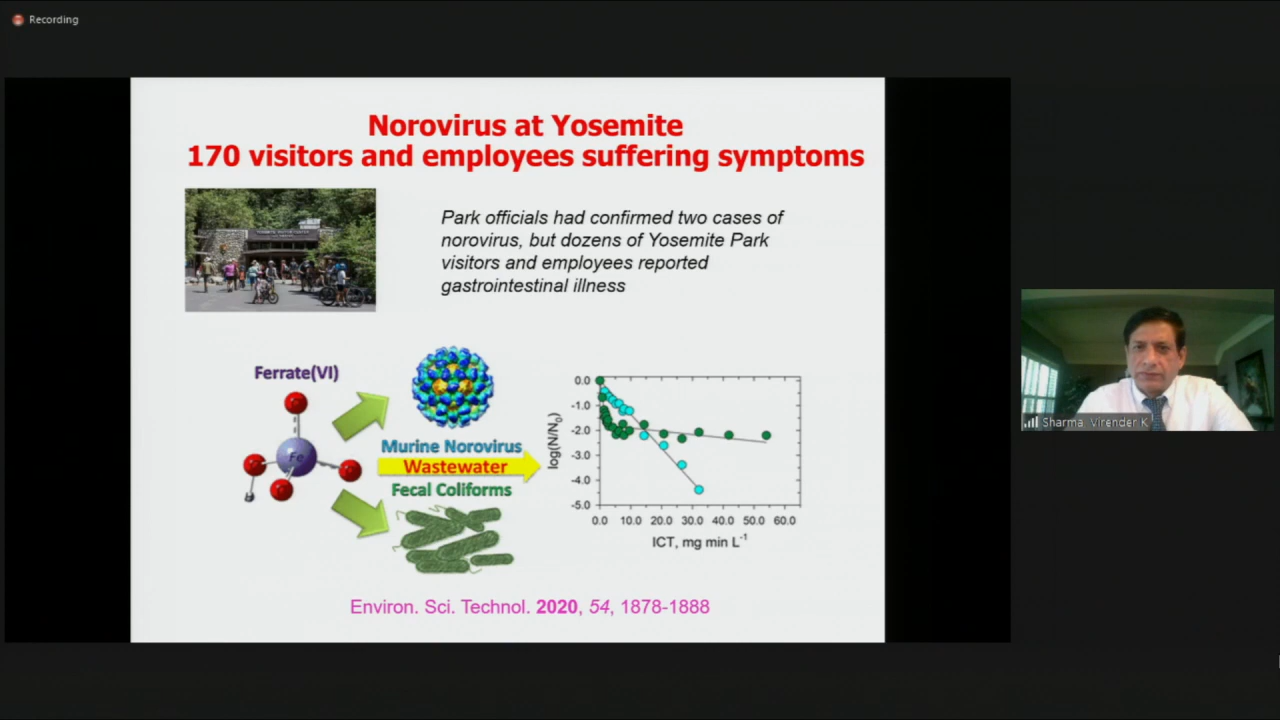 Recording
Norovirus at Yosemite
170 visitors and employees suffering symptoms
Park officials had confirmed two cases of
norovirus, but dozens of Yosemite Park
visitors and employees reported
gastrointestinal illness
Ferrate(VI)
Fe
Murine Norovirus
Wastewater
Fecal Coliforms
log(N/N0)
0.0
-1.0
-2.0
-3.0
-4.0
-5.0
0.0 10.0 20.0 30.0 40.0 50.0 60.0
ICT, mg min L-1
Environ. Sci. Technol. 2020, 54, 1878-1888
Sharma Virender K